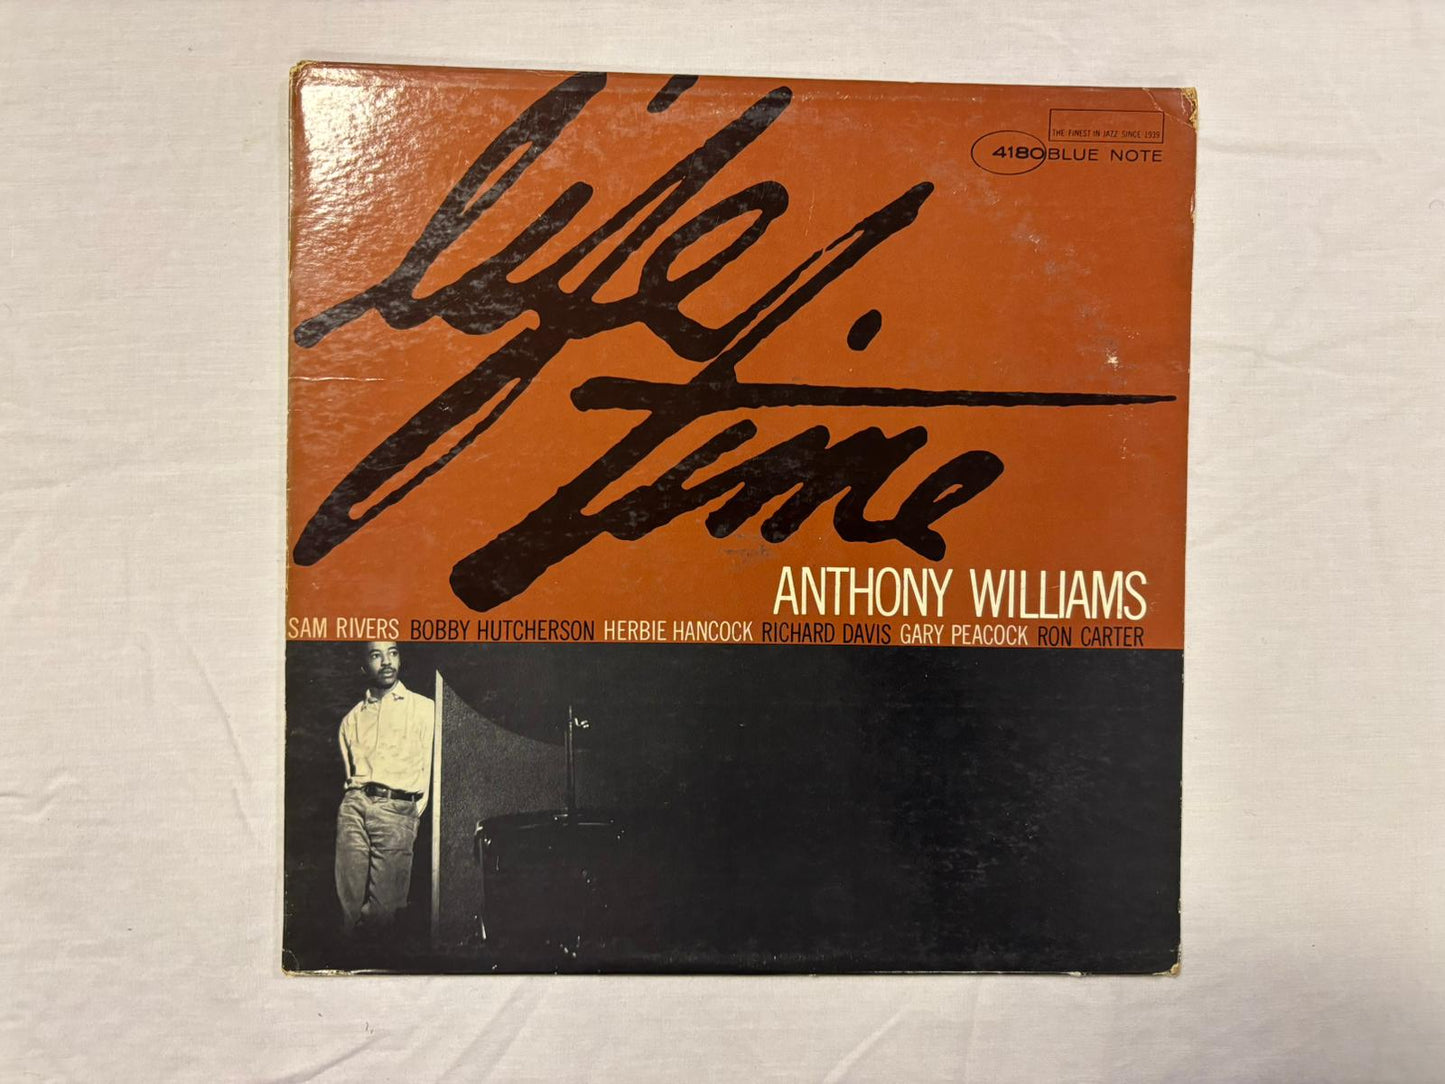 life
Time
THE FINEST IN JAZZ SINCE 1939
4180 BLUE NOTE
ANTHONY WILLIAMS
SAM RIVERS BOBBY HUTCHERSON HERBIE HANCOCK RICHARD DAVIS GARY PEACOCK RON CARTER